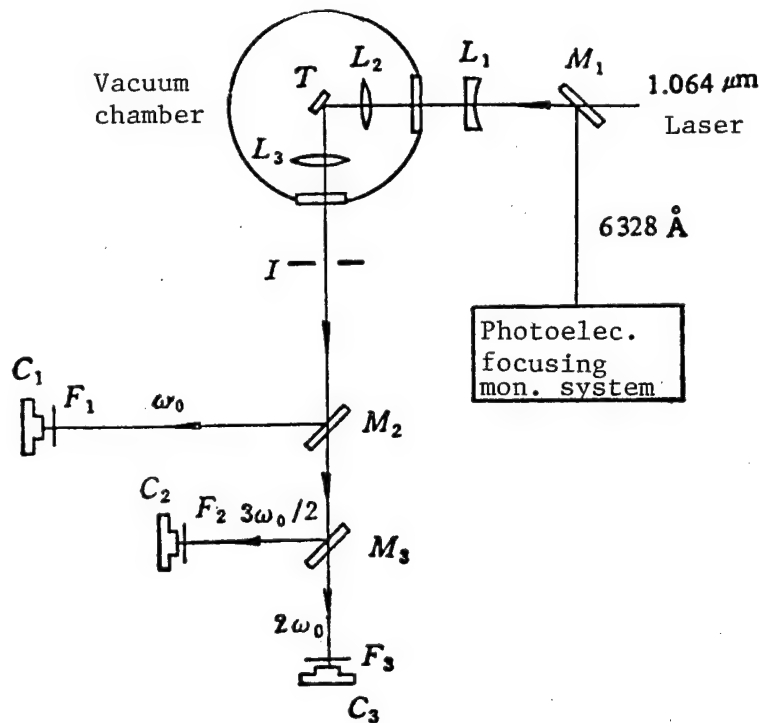 Vacuum
chamber
T
L₂
L₁
M₁
1.064 μm
Laser
L₃
6328 Å
I
Photoelec.
focusing
mon. system
C₁
F₁
ω₀
M₂
C₂
F₂
3ω₀/2
M₃
2ω₀
F₃
C₃